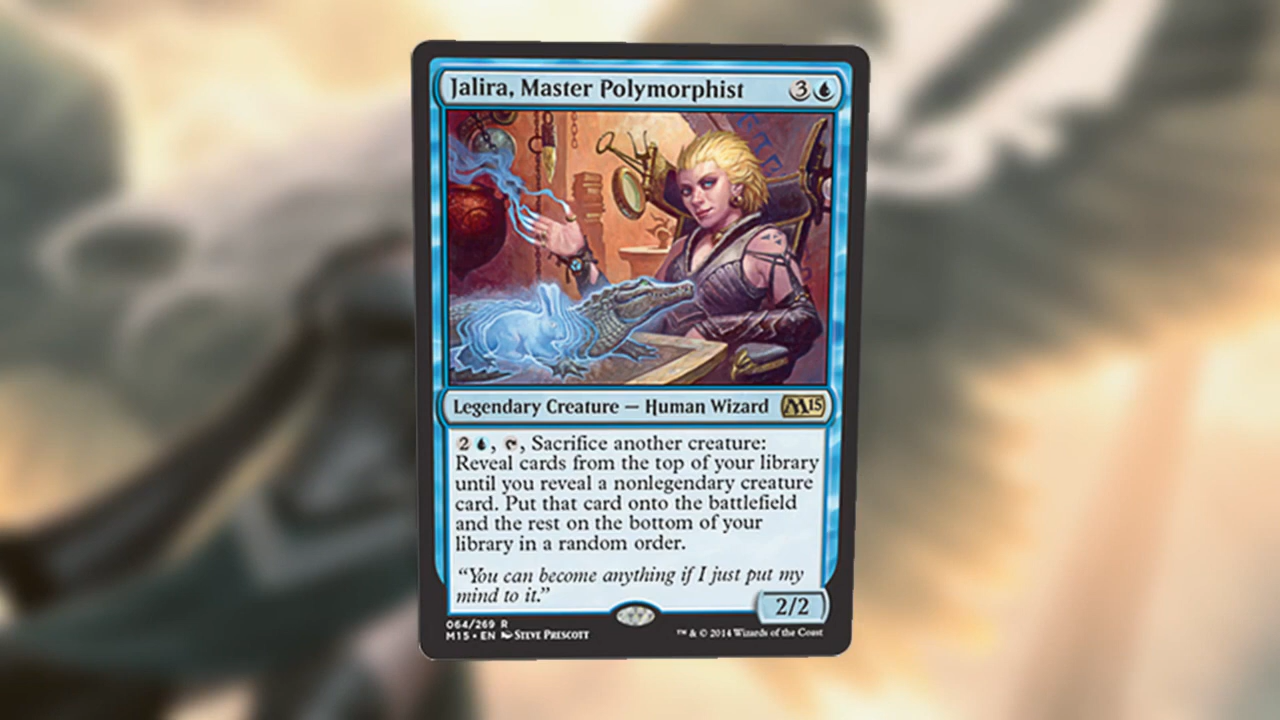 Jalira, Master Polymorphist 3
Legendary Creature — Human Wizard M15
2 , , Sacrifice another creature:
Reveal cards from the top of your library
until you reveal a nonlegendary creature
card. Put that card onto the battlefield
and the rest on the bottom of your
library in a random order.
“You can become anything if I just put my
mind to it.”
2/2
064/269 R
M15 • EN Steve Prescott
™ & © 2014 Wizards of the Coast